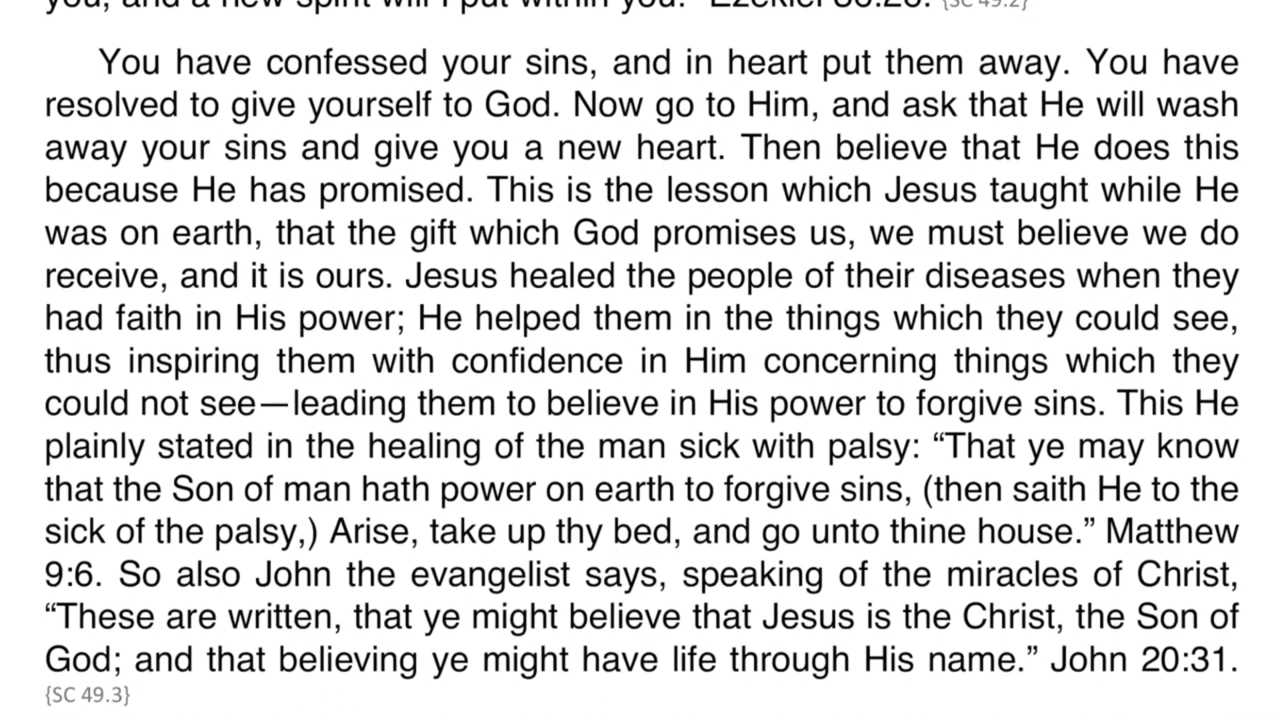 you, and a new spirit will I put within you." Ezekiel 36:26. {SC 49.2}
You have confessed your sins, and in heart put them away. You have
resolved to give yourself to God. Now go to Him, and ask that He will wash
away your sins and give you a new heart. Then believe that He does this
because He has promised. This is the lesson which Jesus taught while He
was on earth, that the gift which God promises us, we must believe we do
receive, and it is ours. Jesus healed the people of their diseases when they
had faith in His power; He helped them in the things which they could see,
thus inspiring them with confidence in Him concerning things which they
could not see—leading them to believe in His power to forgive sins. This He
plainly stated in the healing of the man sick with palsy: “That ye may know
that the Son of man hath power on earth to forgive sins, (then saith He to the
sick of the palsy,) Arise, take up thy bed, and go unto thine house.” Matthew
9:6. So also John the evangelist says, speaking of the miracles of Christ,
“These are written, that ye might believe that Jesus is the Christ, the Son of
God; and that believing ye might have life through His name.” John 20:31.
{SC 49.3}